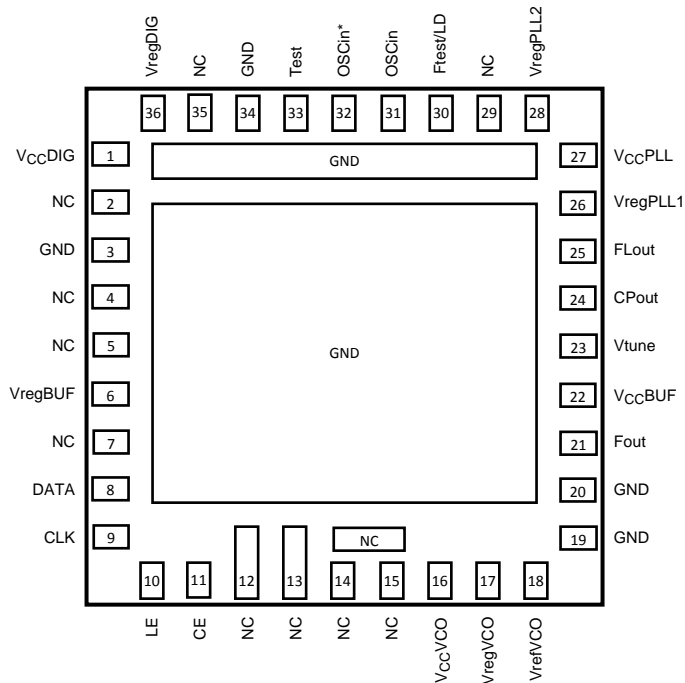 VregDIG NC GND Test OSCin* OSCin Ftest/LD NC VregPLL2
36 35 34 33 32 31 30 29 28
VCCDIG 1 GND 27 VCCPLL
NC 2 26 VregPLL1
GND 3 25 FLout
NC 4 24 CPout
NC 5 GND 23 Vtune
VregBUF 6 22 VCCBUF
NC 7 21 Fout
DATA 8 20 GND
CLK 9 NC 19 GND
10 11 12 13 14 15 16 17 18
LE CE NC NC NC NC VCCVCO VregVCO VrefVCO